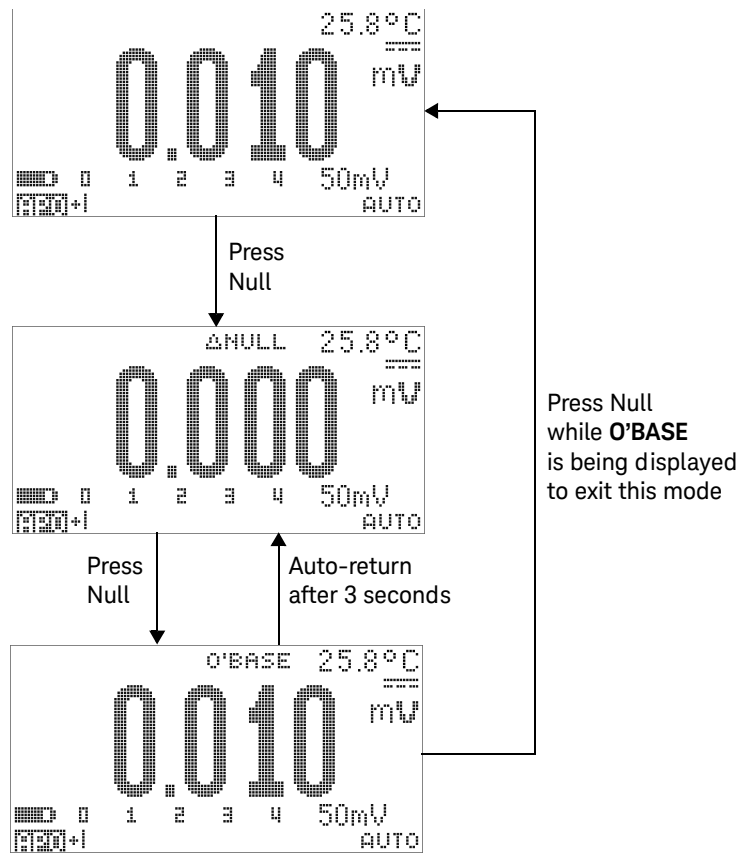 25.8°C
0.010 mV
0 1 2 3 4 50mV
AUTO
Press
Null
ΔNULL 25.8°C
0.000 mV
0 1 2 3 4 50mV
AUTO
Press Null
while O'BASE
is being displayed
to exit this mode
Press
Null
Auto-return
after 3 seconds
O'BASE 25.8°C
0.010 mV
0 1 2 3 4 50mV
AUTO